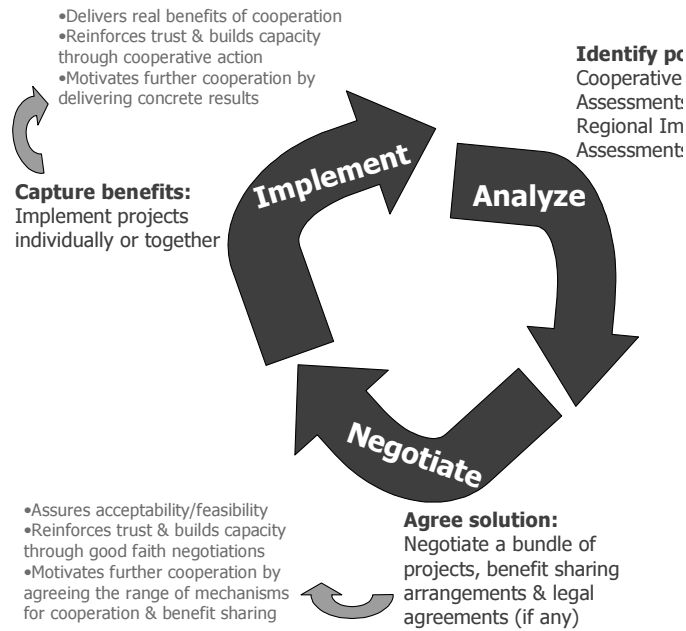 •Delivers real benefits of cooperation
•Reinforces trust & builds capacity
through cooperative action
•Motivates further cooperation by
delivering concrete results
Identify
Cooperative
Regional
Implement
Analyze
Capture benefits:
Implement projects
individually or together
Negotiate
•Assures acceptability/feasibility
•Reinforces trust & builds capacity
through good faith negotiations
•Motivates further cooperation by
agreeing the range of mechanisms
for cooperation & benefit sharing
Agree solution:
Negotiate a bundle of
projects, benefit sharing
arrangements & legal
agreements (if any)